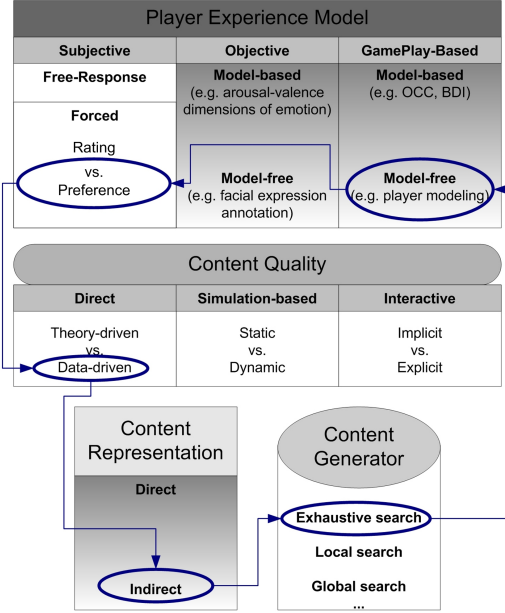 Player Experience Model
Subjective
Objective
GamePlay-Based
Free-Response
Forced
Rating
vs.
Preference
Model-based
(e.g. arousal-valence
dimensions of emotion)
Model-free
(e.g. facial expression
annotation)
Model-based
(e.g. OCC, BDI)
Model-free
(e.g. player modeling)
Content Quality
Direct
Simulation-based
Interactive
Theory-driven
vs.
Data-driven
Static
vs.
Dynamic
Implicit
vs.
Explicit
Content
Representation
Direct
Indirect
Content
Generator
Exhaustive search
Local search
Global search
...